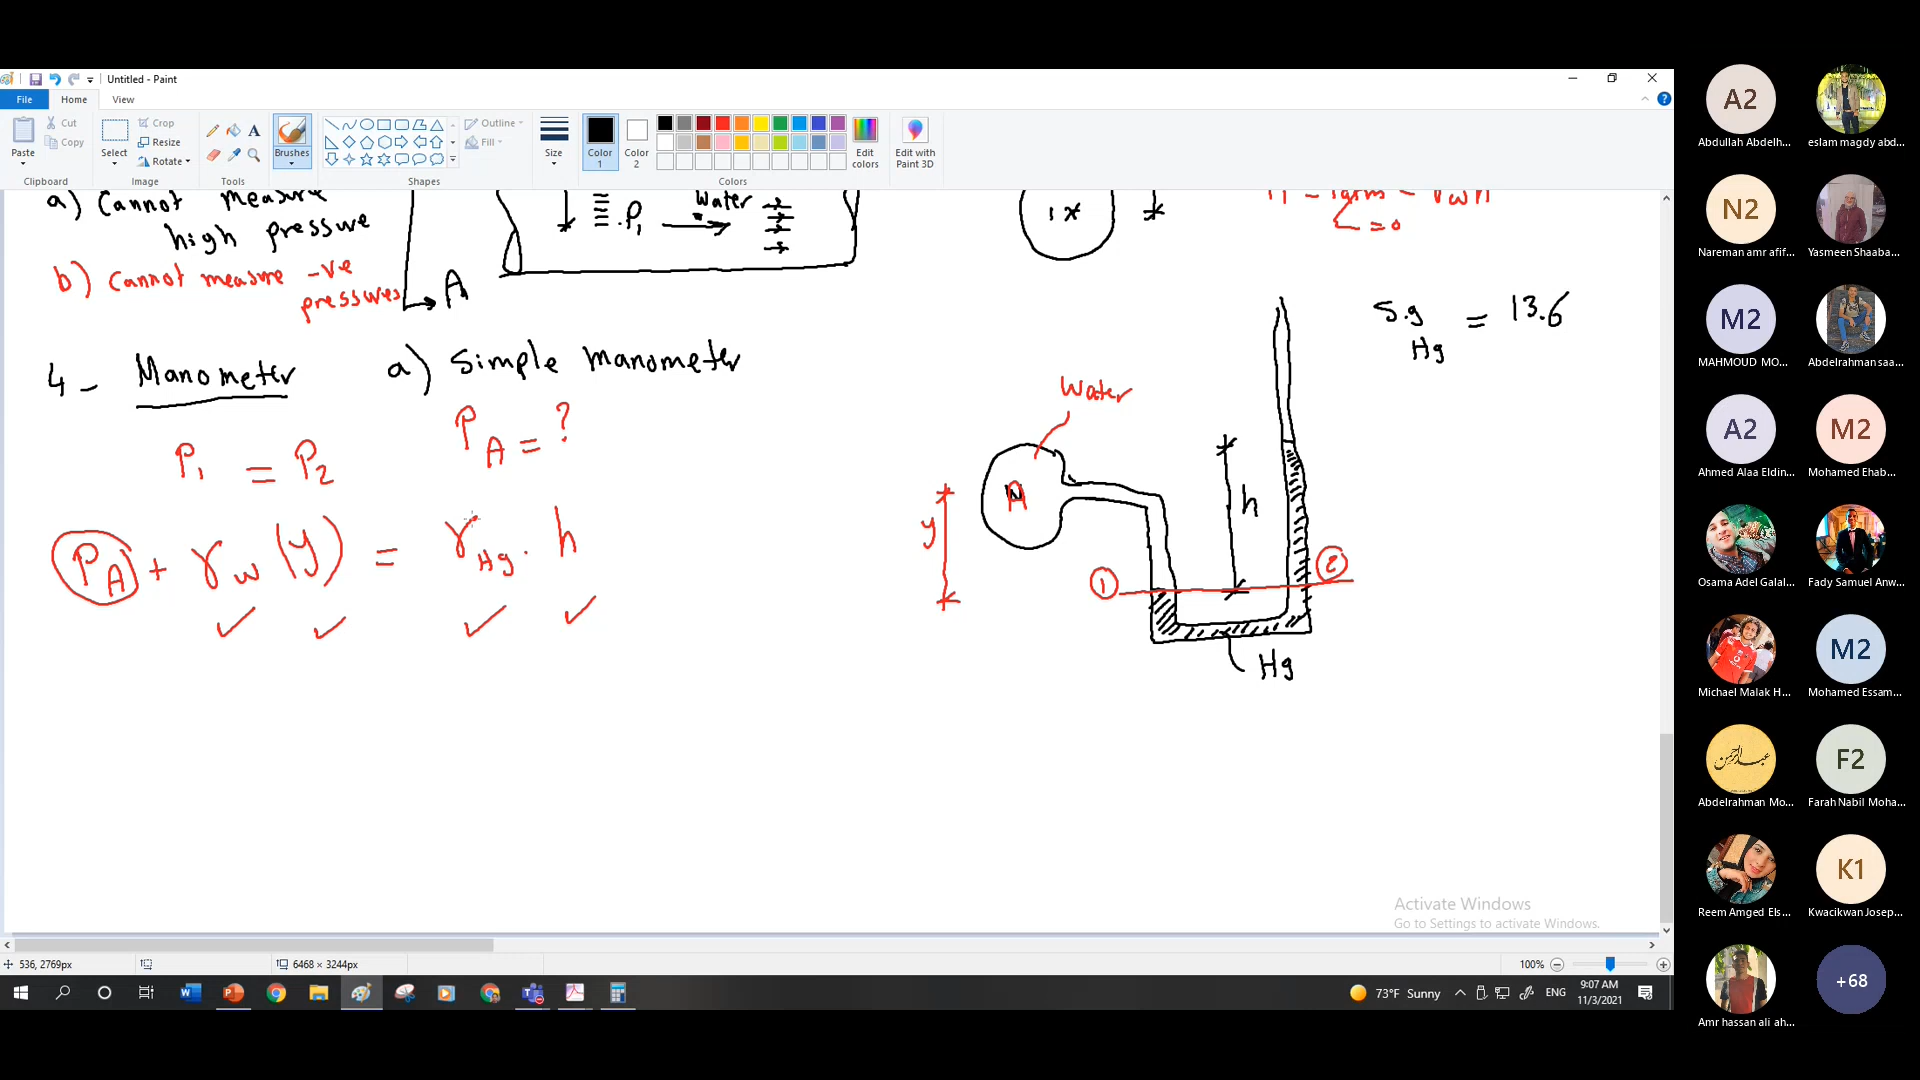 Untitled - Paint
File Home View
Paste
Cut
Copy
Clipboard
Select
Crop
Resize
Rotate
Image
Tools
Brushes
Shapes
Outline
Fill
Size
Color 1
Color 2
Colors
Edit colors
Edit with Paint 3D
a) Cannot measure
high pressure
b) Cannot measure -ve
pressures
A
P1
Water
1x
= 0
4 - Manometer a) Simple manometer
P1 = P2
PA = ?
PA + γw (y) = γHg . h
Water
A
y
h
1
2
Hg
S.g Hg = 13.6
Activate Windows
Go to Settings to activate Windows.
536, 2769px
6468 × 3244px
100%
73°F Sunny
ENG
9:07 AM
11/3/2021
A2
Abdullah Abdelh...
eslam magdy abd...
N2
Nareman amr afif...
Yasmeen Shaaba...
M2
MAHMOUD MO...
Abdelrahman saa...
A2
Ahmed Alaa Eldin...
M2
Mohamed Ehab...
Osama Adel Galal...
Fady Samuel Anw...
Michael Malak H...
M2
Mohamed Essam...
عبدالرحمن
Abdelrahman Mo...
F2
Farah Nabil Moha...
Reem Amged Els...
K1
Kwacikwan Josep...
Amr hassan ali ah...
+68